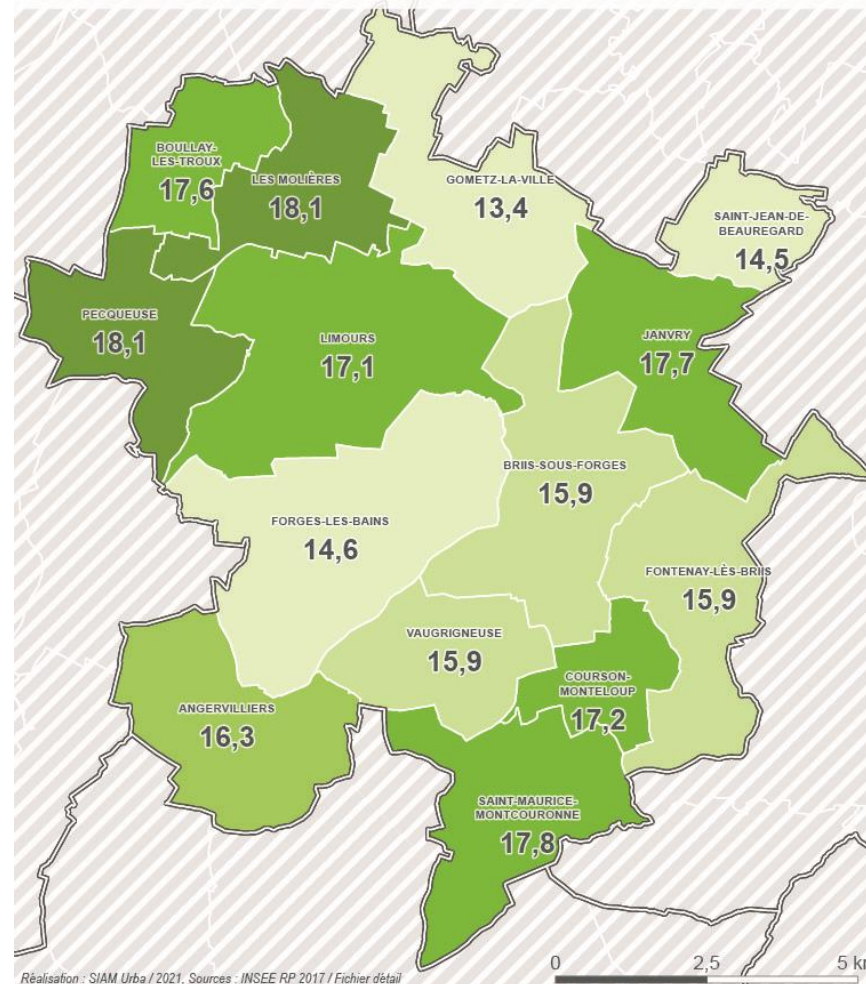 BOULLAY-
LES-TROUX
17,6
LES MOLIÈRES
18,1
GOMETZ-LA-VILLE
13,4
SAINT-JEAN-DE-
BEAUREGARD
14,5
PECQUEUSE
18,1
LIMOURS
17,1
JANVRY
17,7
BRIIS-SOUS-FORGES
15,9
FORGES-LES-BAINS
14,6
FONTENAY-LÈS-BRIIS
15,9
VAUGRIGNEUSE
15,9
COURSON-
MONTELOUP
17,2
ANGERVILLIERS
16,3
SAINT-MAURICE-
MONTCOURONNE
17,8
0 2,5 5 km
Réalisation : SIAM Urba / 2021, Sources : INSEE RP 2017 / Fichier détail